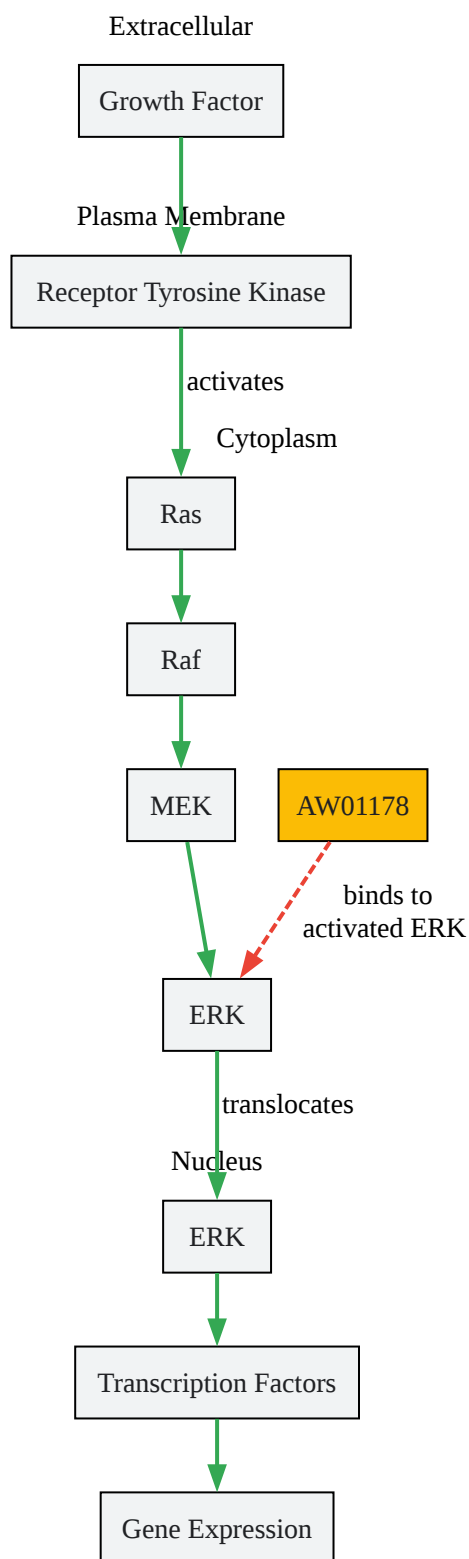 Extracellular
Growth Factor
Plasma Membrane
Receptor Tyrosine Kinase
activates
Cytoplasm
Ras
Raf
MEK
AW01178
binds to
activated ERK
ERK
translocates
Nucleus
ERK
Transcription Factors
Gene Expression